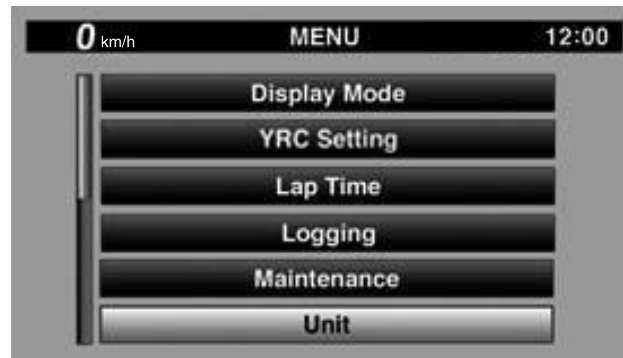 0 km/h MENU 12:00
Display Mode
YRC Setting
Lap Time
Logging
Maintenance
Unit